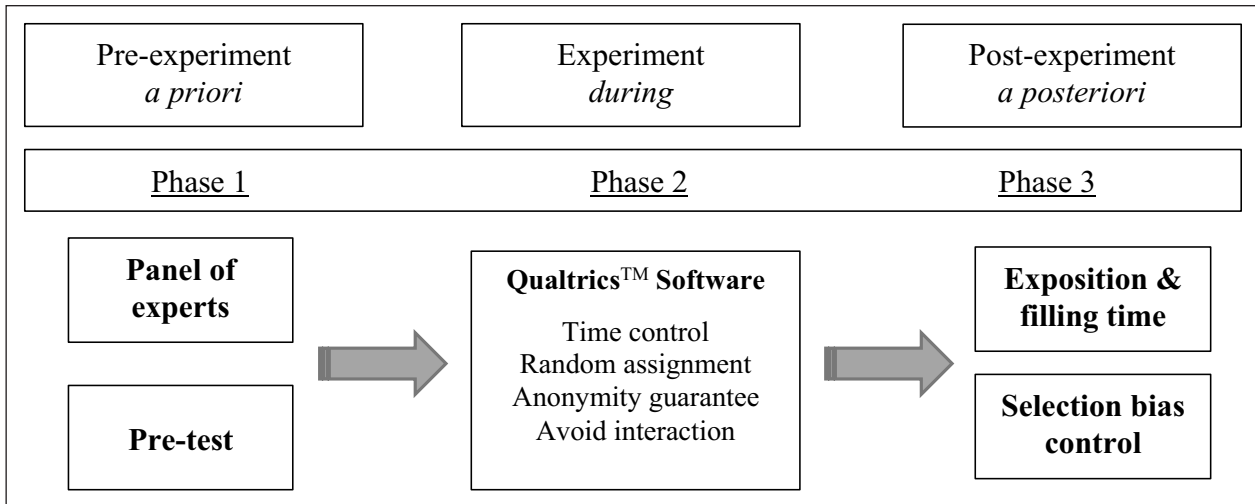 Pre-experiment
a priori
Experiment
during
Post-experiment
a posteriori
Phase 1
Phase 2
Phase 3
Panel of
experts
Pre-test
Qualtrics™ Software
Time control
Random assignment
Anonymity guarantee
Avoid interaction
Exposition &
filling time
Selection bias
control